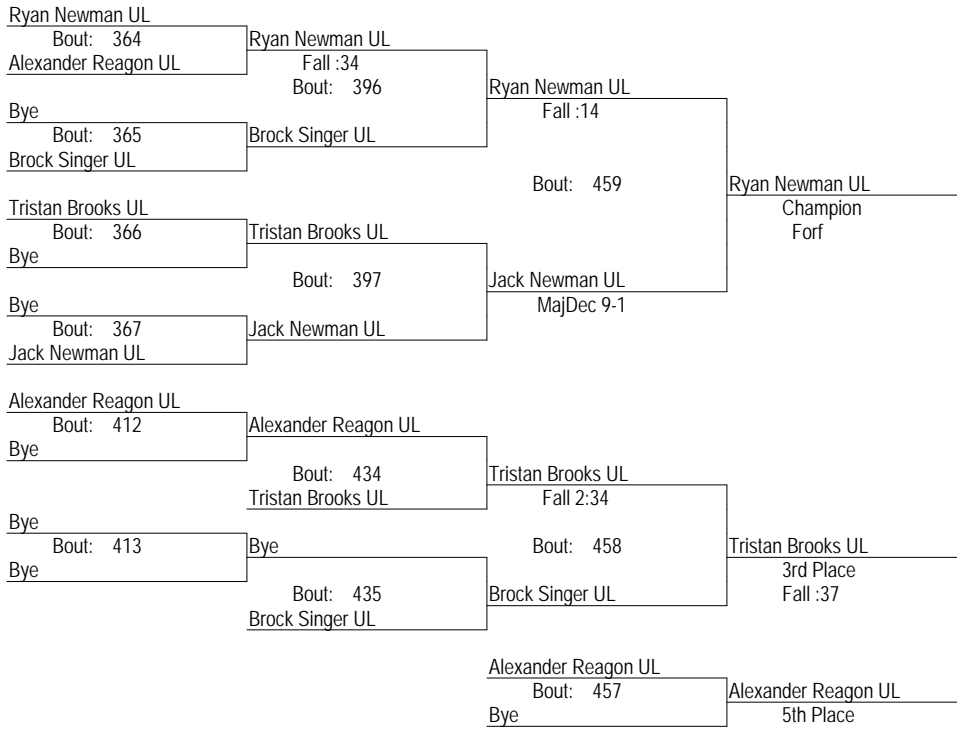 Ryan Newman UL
Bout: 364
Alexander Reagon UL
Ryan Newman UL
Fall :34
Bout: 396
Bye
Bout: 365
Brock Singer UL
Brock Singer UL
Ryan Newman UL
Fall :14
Bout: 459
Tristan Brooks UL
Bout: 366
Bye
Tristan Brooks UL
Bout: 397
Bye
Bout: 367
Jack Newman UL
Jack Newman UL
Jack Newman UL
MajDec 9-1
Ryan Newman UL
Champion
Forf
Alexander Reagon UL
Bout: 412
Bye
Alexander Reagon UL
Bout: 434
Tristan Brooks UL
Tristan Brooks UL
Fall 2:34
Bout: 458
Bye
Bout: 413
Bye
Bye
Bout: 435
Brock Singer UL
Brock Singer UL
Tristan Brooks UL
3rd Place
Fall :37
Alexander Reagon UL
Bout: 457
Bye
Alexander Reagon UL
5th Place